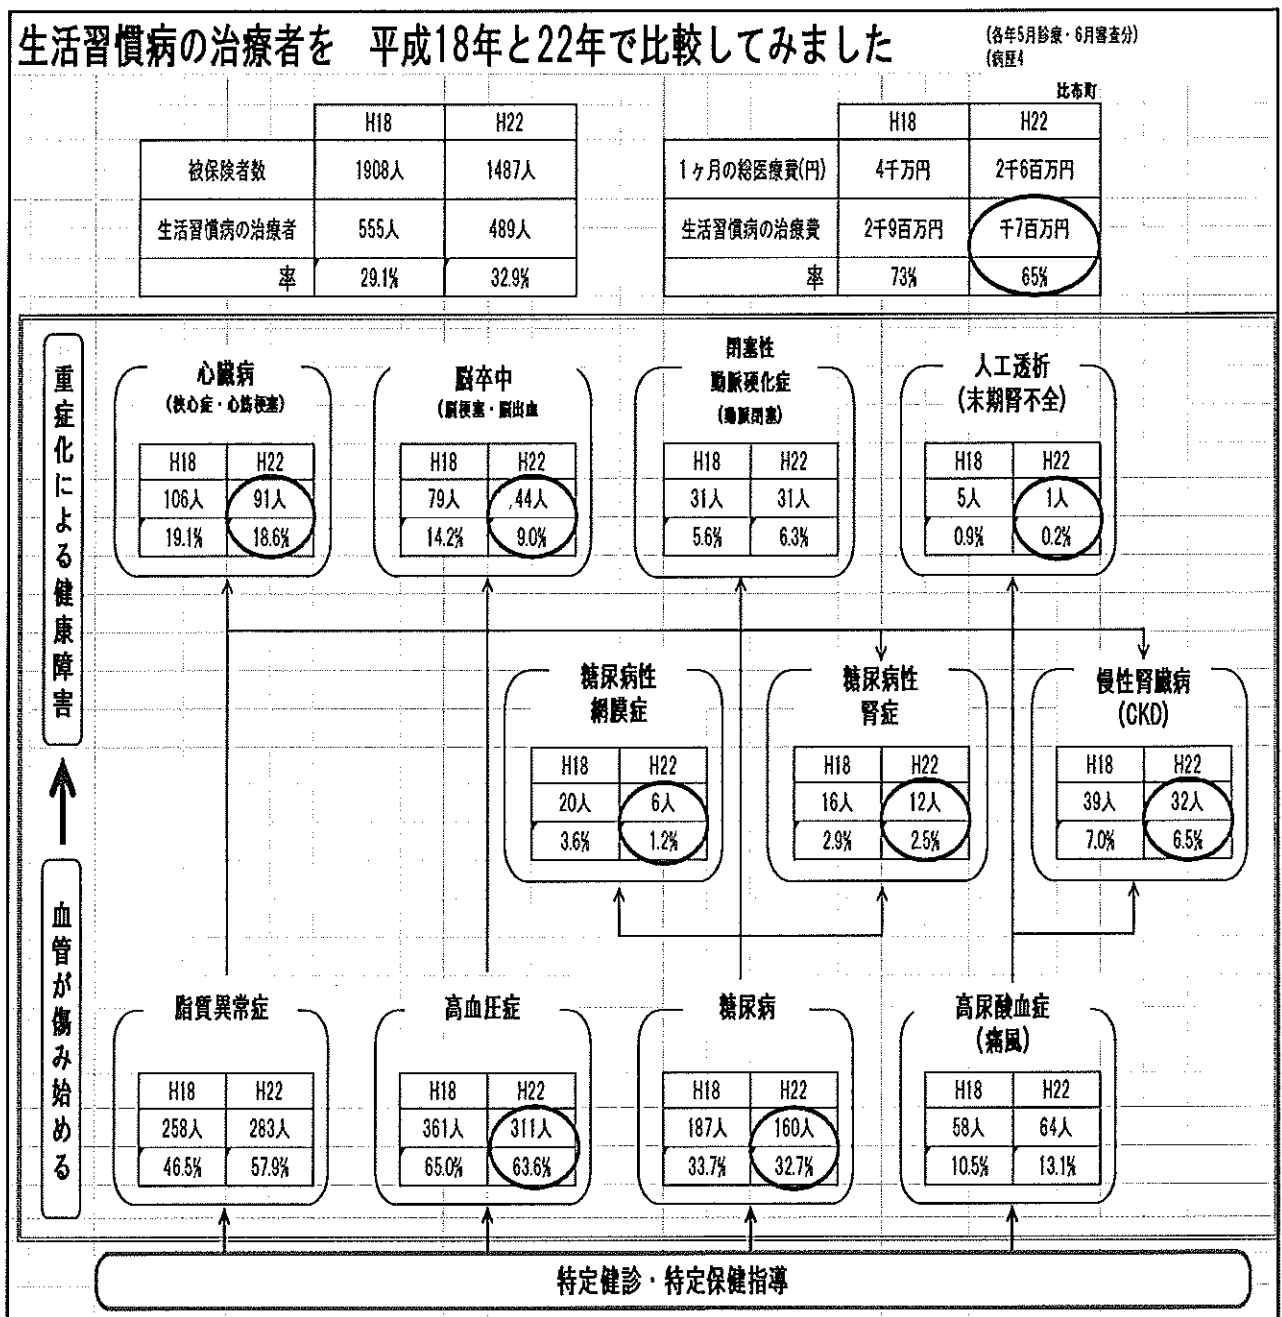 生活習慣病の治療者を　平成18年と22年で比較してみました
(各年5月診療・6月審査分)
(病歴4
比布町
H18 H22
被保険者数 1908人 1487人
生活習慣病の治療者 555人 489人
率 29.1% 32.9%
H18 H22
1ヶ月の総医療費(円) 4千万円 2千6百万円
生活習慣病の治療費 2千9百万円 千7百万円
率 73% 65%
重症化による健康障害
心臓病
(狭心症・心筋梗塞)
H18 H22
106人 91人
19.1% 18.6%
脳卒中
(脳梗塞・脳出血
H18 H22
79人 44人
14.2% 9.0%
閉塞性
動脈硬化症
(動脈閉塞)
H18 H22
31人 31人
5.6% 6.3%
人工透析
(末期腎不全)
H18 H22
5人 1人
0.9% 0.2%
糖尿病性
網膜症
H18 H22
20人 6人
3.6% 1.2%
糖尿病性
腎症
H18 H22
16人 12人
2.9% 2.5%
慢性腎臓病
(CKD)
H18 H22
39人 32人
7.0% 6.5%
血管が傷み始める
脂質異常症
H18 H22
258人 283人
46.5% 57.9%
高血圧症
H18 H22
361人 311人
65.0% 63.6%
糖尿病
H18 H22
187人 160人
33.7% 32.7%
高尿酸血症
(痛風)
H18 H22
58人 64人
10.5% 13.1%
特定健診・特定保健指導